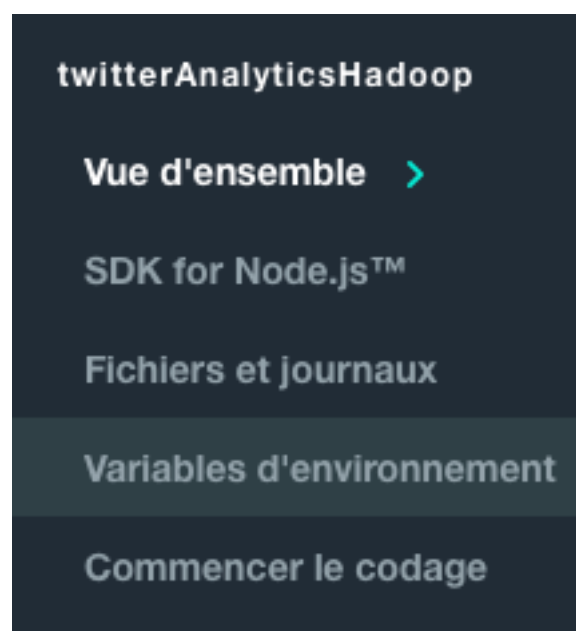 twitterAnalyticsHadoop
Vue d'ensemble >
SDK for Node.js™
Fichiers et journaux
Variables d'environnement
Commencer le codage